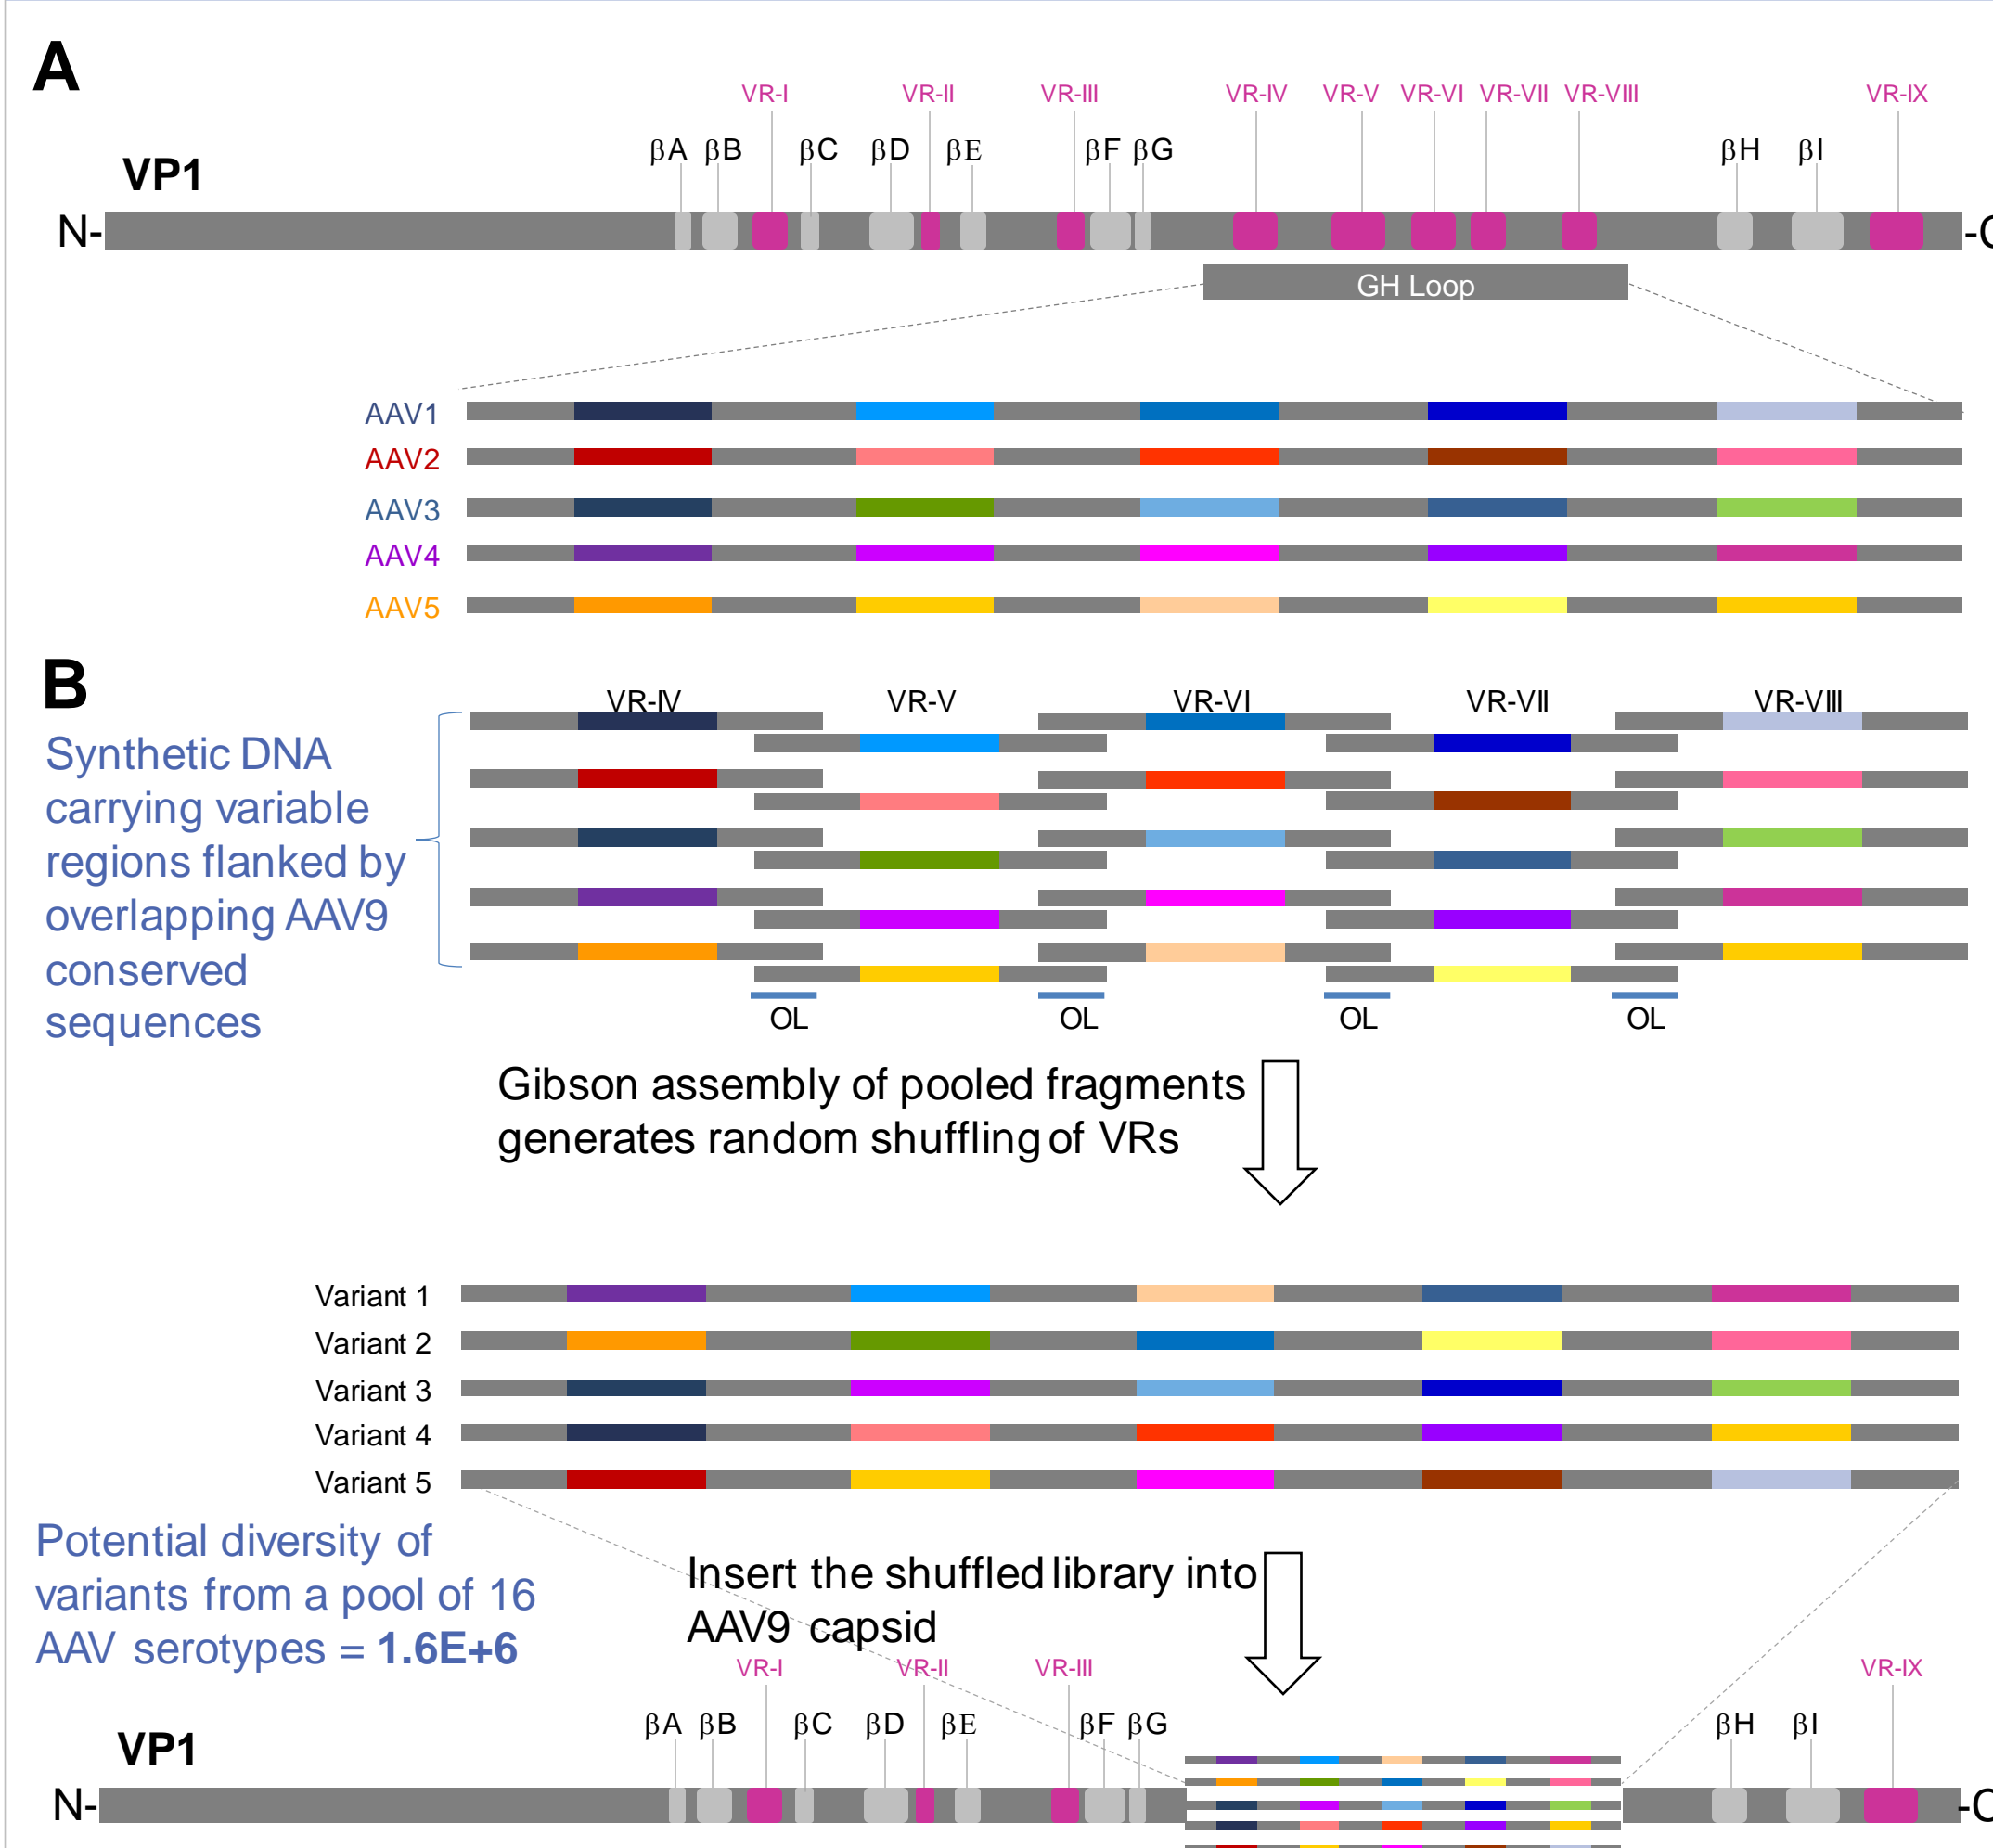 A
VR-I VR-II VR-III VR-IV VR-V VR-VI VR-VII VR-VIII VR-IX
βA βB βC βD βE βF βG βH βI
VP1
N- -C
GH Loop
AAV1
AAV2
AAV3
AAV4
AAV5
B
VR-IV VR-V VR-VI VR-VII VR-VIII
Synthetic DNA
carrying variable
regions flanked by
overlapping AAV9
conserved
sequences
OL OL OL OL
Gibson assembly of pooled fragments
generates random shuffling of VRs
Variant 1
Variant 2
Variant 3
Variant 4
Variant 5
Potential diversity of
variants from a pool of 16
AAV serotypes = 1.6E+6
Insert the shuffled library into
AAV9 capsid
VR-I VR-II VR-III VR-IX
βA βB βC βD βE βF βG βH βI
VP1
N- -C